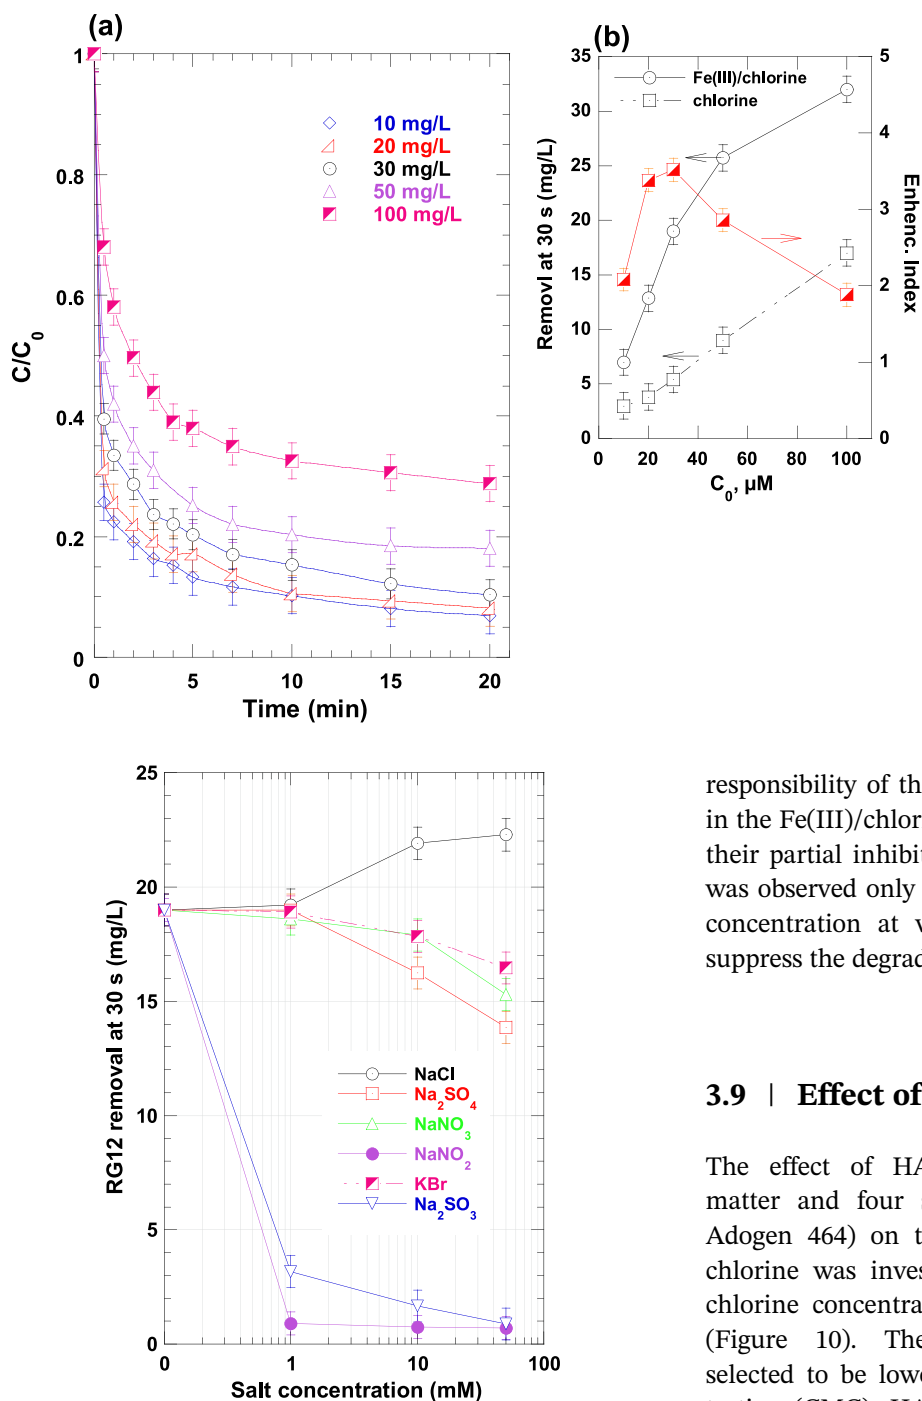 (a)
1
0.8
0.6
0.4
0.2
0
C/C0
10 mg/L
20 mg/L
30 mg/L
50 mg/L
100 mg/L
0 5 10 15 20
Time (min)
(b)
35
30
25
20
15
10
5
0
Removl at 30 s (mg/L)
Fe(III)/chlorine
chlorine
5
4
3
2
1
0
Enhenc. Index
0 20 40 60 80 100
C0, µM
25
20
15
10
5
0
RG12 removal at 30 s (mg/L)
NaCl
Na2SO4
NaNO3
NaNO2
KBr
Na2SO3
0 1 10 100
Salt concentration (mM)
responsibility of th
in the Fe(III)/chlor
their partial inhibit
was observed only
concentration at v
suppress the degrad
3.9 | Effect of
The effect of HA
matter and four s
Adogen 464) on t
chlorine was inves
chlorine concentra
(Figure 10). The
selected to be lowe